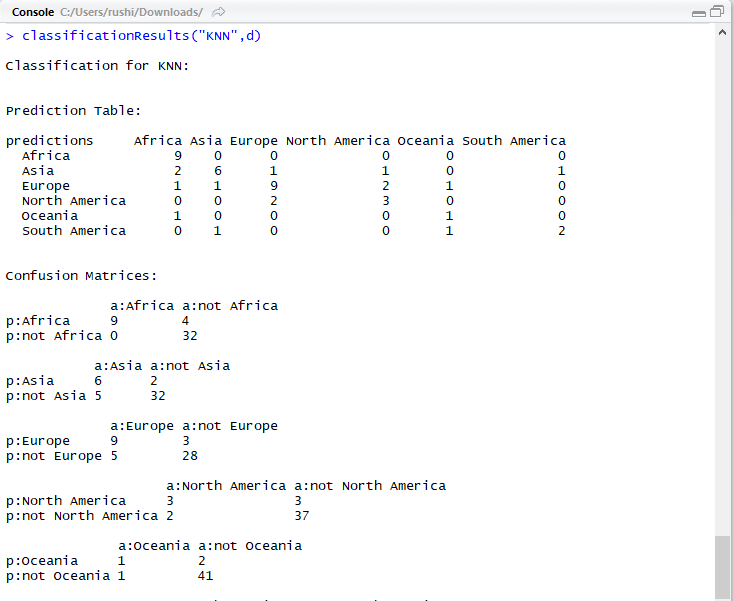 Console C:/Users/rushi/Downloads/
> classificationResults("KNN",d)
Classification for KNN:
Prediction Table:
predictions Africa Asia Europe North America Oceania South America
Africa 9 0 0 0 0 0
Asia 2 6 1 1 0 1
Europe 1 1 9 2 1 0
North America 0 0 2 3 0 0
Oceania 1 0 0 0 1 0
South America 0 1 0 0 1 2
Confusion Matrices:
a:Africa a:not Africa
p:Africa 9 4
p:not Africa 0 32
a:Asia a:not Asia
p:Asia 6 2
p:not Asia 5 32
a:Europe a:not Europe
p:Europe 9 3
p:not Europe 5 28
a:North America a:not North America
p:North America 3 3
p:not North America 2 37
a:Oceania a:not Oceania
p:Oceania 1 2
p:not Oceania 1 41